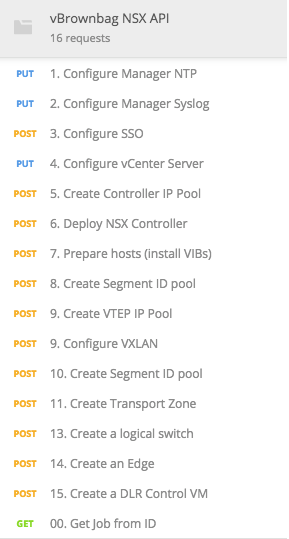 vBrownbag NSX API
16 requests
PUT 1. Configure Manager NTP
PUT 2. Configure Manager Syslog
POST 3. Configure SSO
PUT 4. Configure vCenter Server
POST 5. Create Controller IP Pool
POST 6. Deploy NSX Controller
POST 7. Prepare hosts (install VIBs)
POST 8. Create Segment ID pool
POST 9. Create VTEP IP Pool
POST 9. Configure VXLAN
POST 10. Create Segment ID pool
POST 11. Create Transport Zone
POST 13. Create a logical switch
POST 14. Create an Edge
POST 15. Create a DLR Control VM
GET 00. Get Job from ID